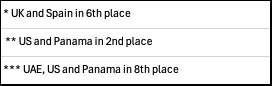 * UK and Spain in 6th place
** US and Panama in 2nd place
*** UAE, US and Panama in 8th place